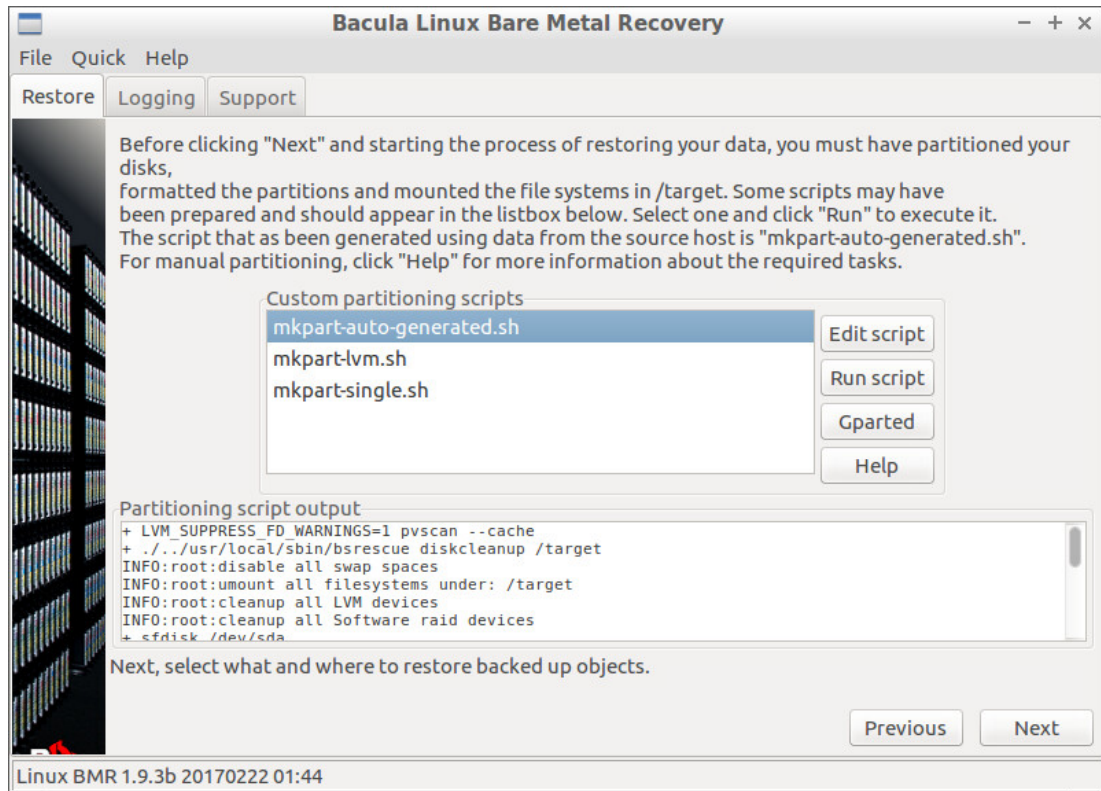 Bacula Linux Bare Metal Recovery
File Quick Help
Restore Logging Support
Before clicking "Next" and starting the process of restoring your data, you must have partitioned your
disks,
formatted the partitions and mounted the file systems in /target. Some scripts may have
been prepared and should appear in the listbox below. Select one and click "Run" to execute it.
The script that as been generated using data from the source host is "mkpart-auto-generated.sh".
For manual partitioning, click "Help" for more information about the required tasks.
Custom partitioning scripts
mkpart-auto-generated.sh
mkpart-lvm.sh
mkpart-single.sh
Edit script
Run script
Gparted
Help
Partitioning script output
+ LVM_SUPPRESS_FD_WARNINGS=1 pvscan --cache
+ ./../usr/local/sbin/bsrescue diskcleanup /target
INFO:root:disable all swap spaces
INFO:root:umount all filesystems under: /target
INFO:root:cleanup all LVM devices
INFO:root:cleanup all Software raid devices
+ sfdisk /dev/sda
Next, select what and where to restore backed up objects.
Previous Next
Linux BMR 1.9.3b 20170222 01:44